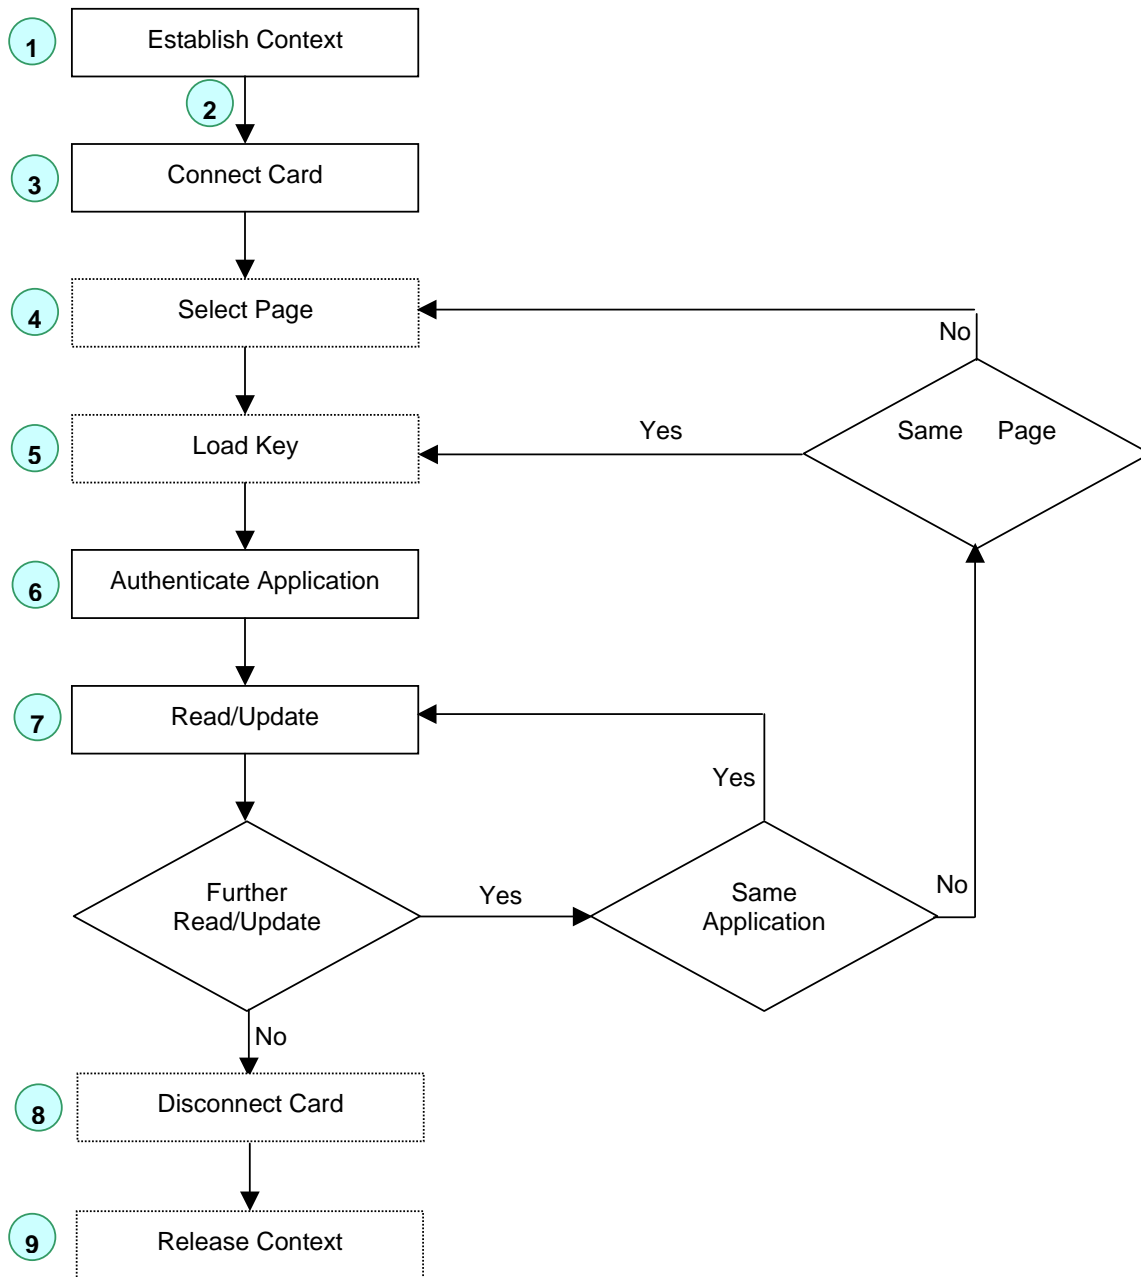 1
Establish Context
2
3
Connect Card
4
Select Page
No
5
Load Key
Yes
Same Page
6
Authenticate Application
7
Read/Update
Yes
Further
Read/Update
Yes
Same
Application
No
No
8
Disconnect Card
9
Release Context